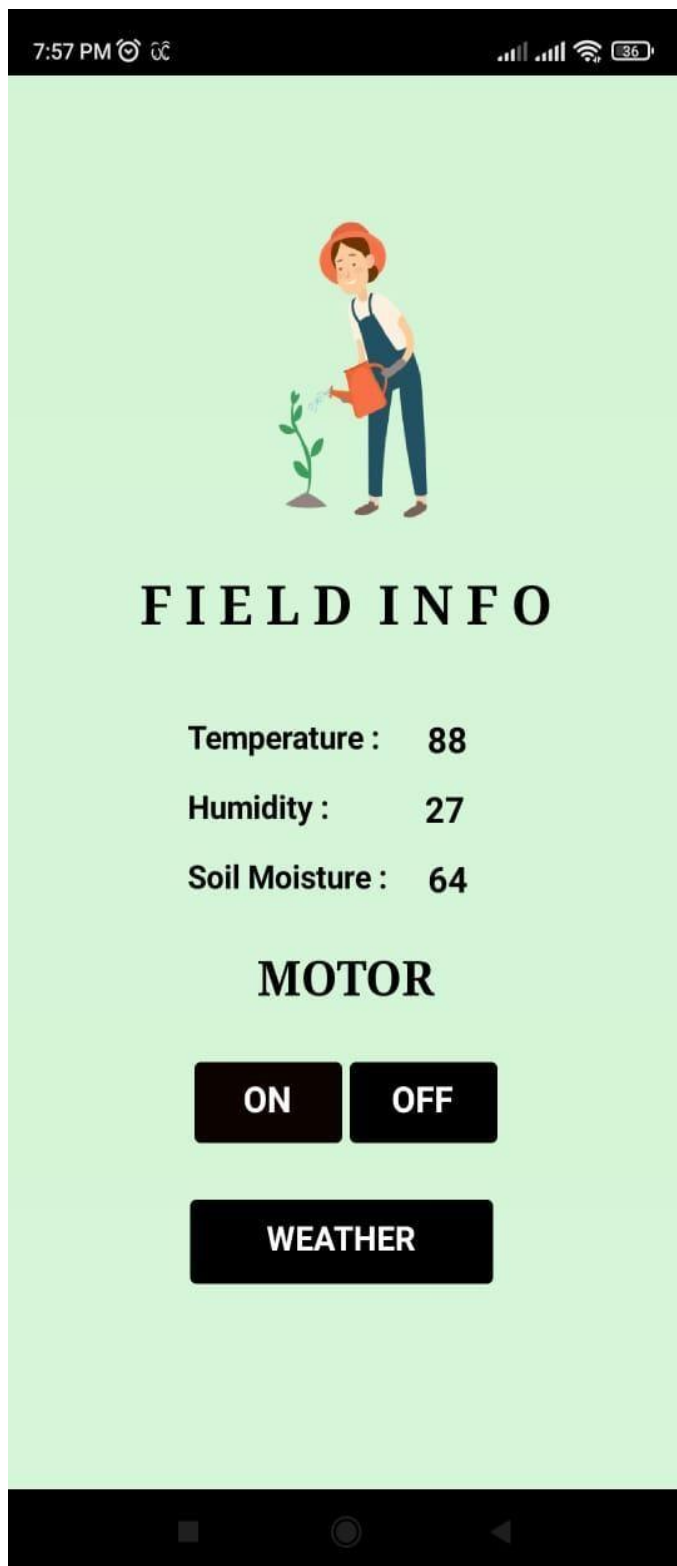 7:57 PM
36
FIELD INFO
Temperature : 88
Humidity : 27
Soil Moisture : 64
MOTOR
ON OFF
WEATHER